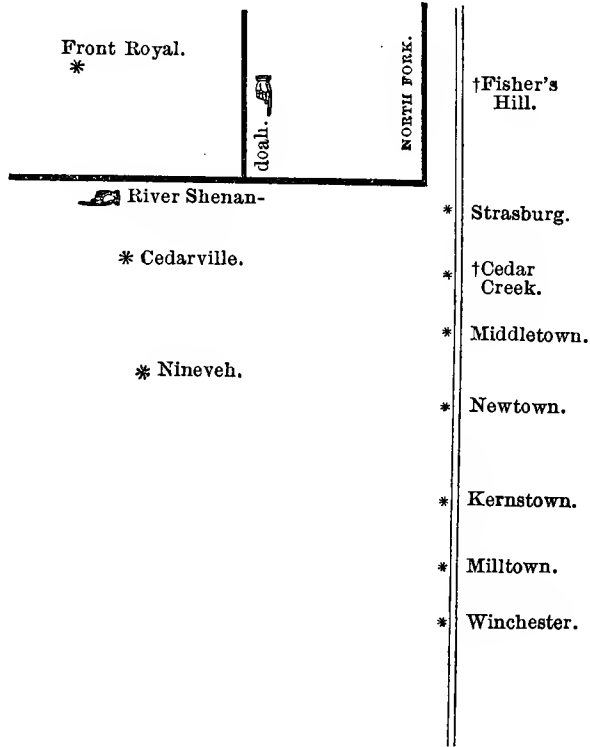 Front Royal.
*
doah.
NORTH FORK.
†Fisher's
Hill.
River Shenan-
* Strasburg.
* Cedarville.
* †Cedar
Creek.
* Middletown.
* Nineveh.
* Newtown.
* Kernstown.
* Milltown.
* Winchester.